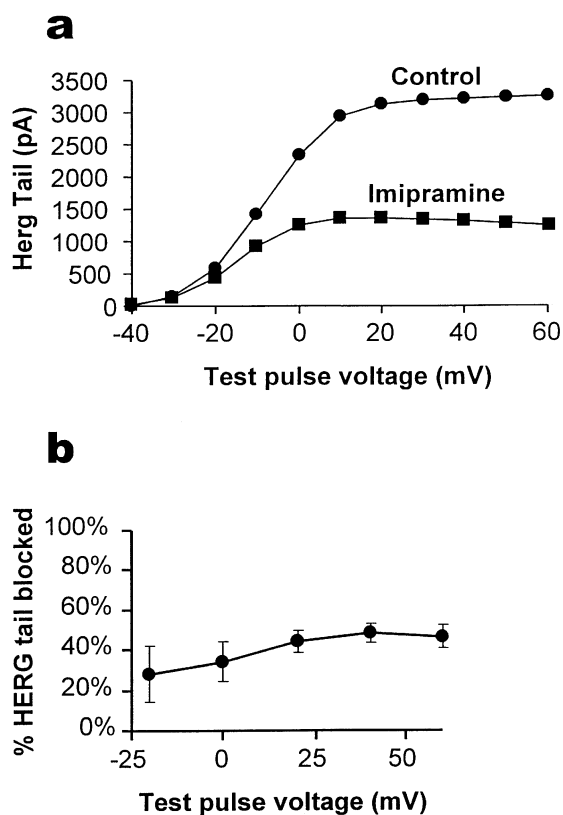 a
3500
3000
2500
2000
1500
1000
500
0
Herg Tail (pA)
Control
Imipramine
-40 -20 0 20 40 60
Test pulse voltage (mV)
b
100%
80%
60%
40%
20%
0%
% HERG tail blocked
-25 0 25 50
Test pulse voltage (mV)